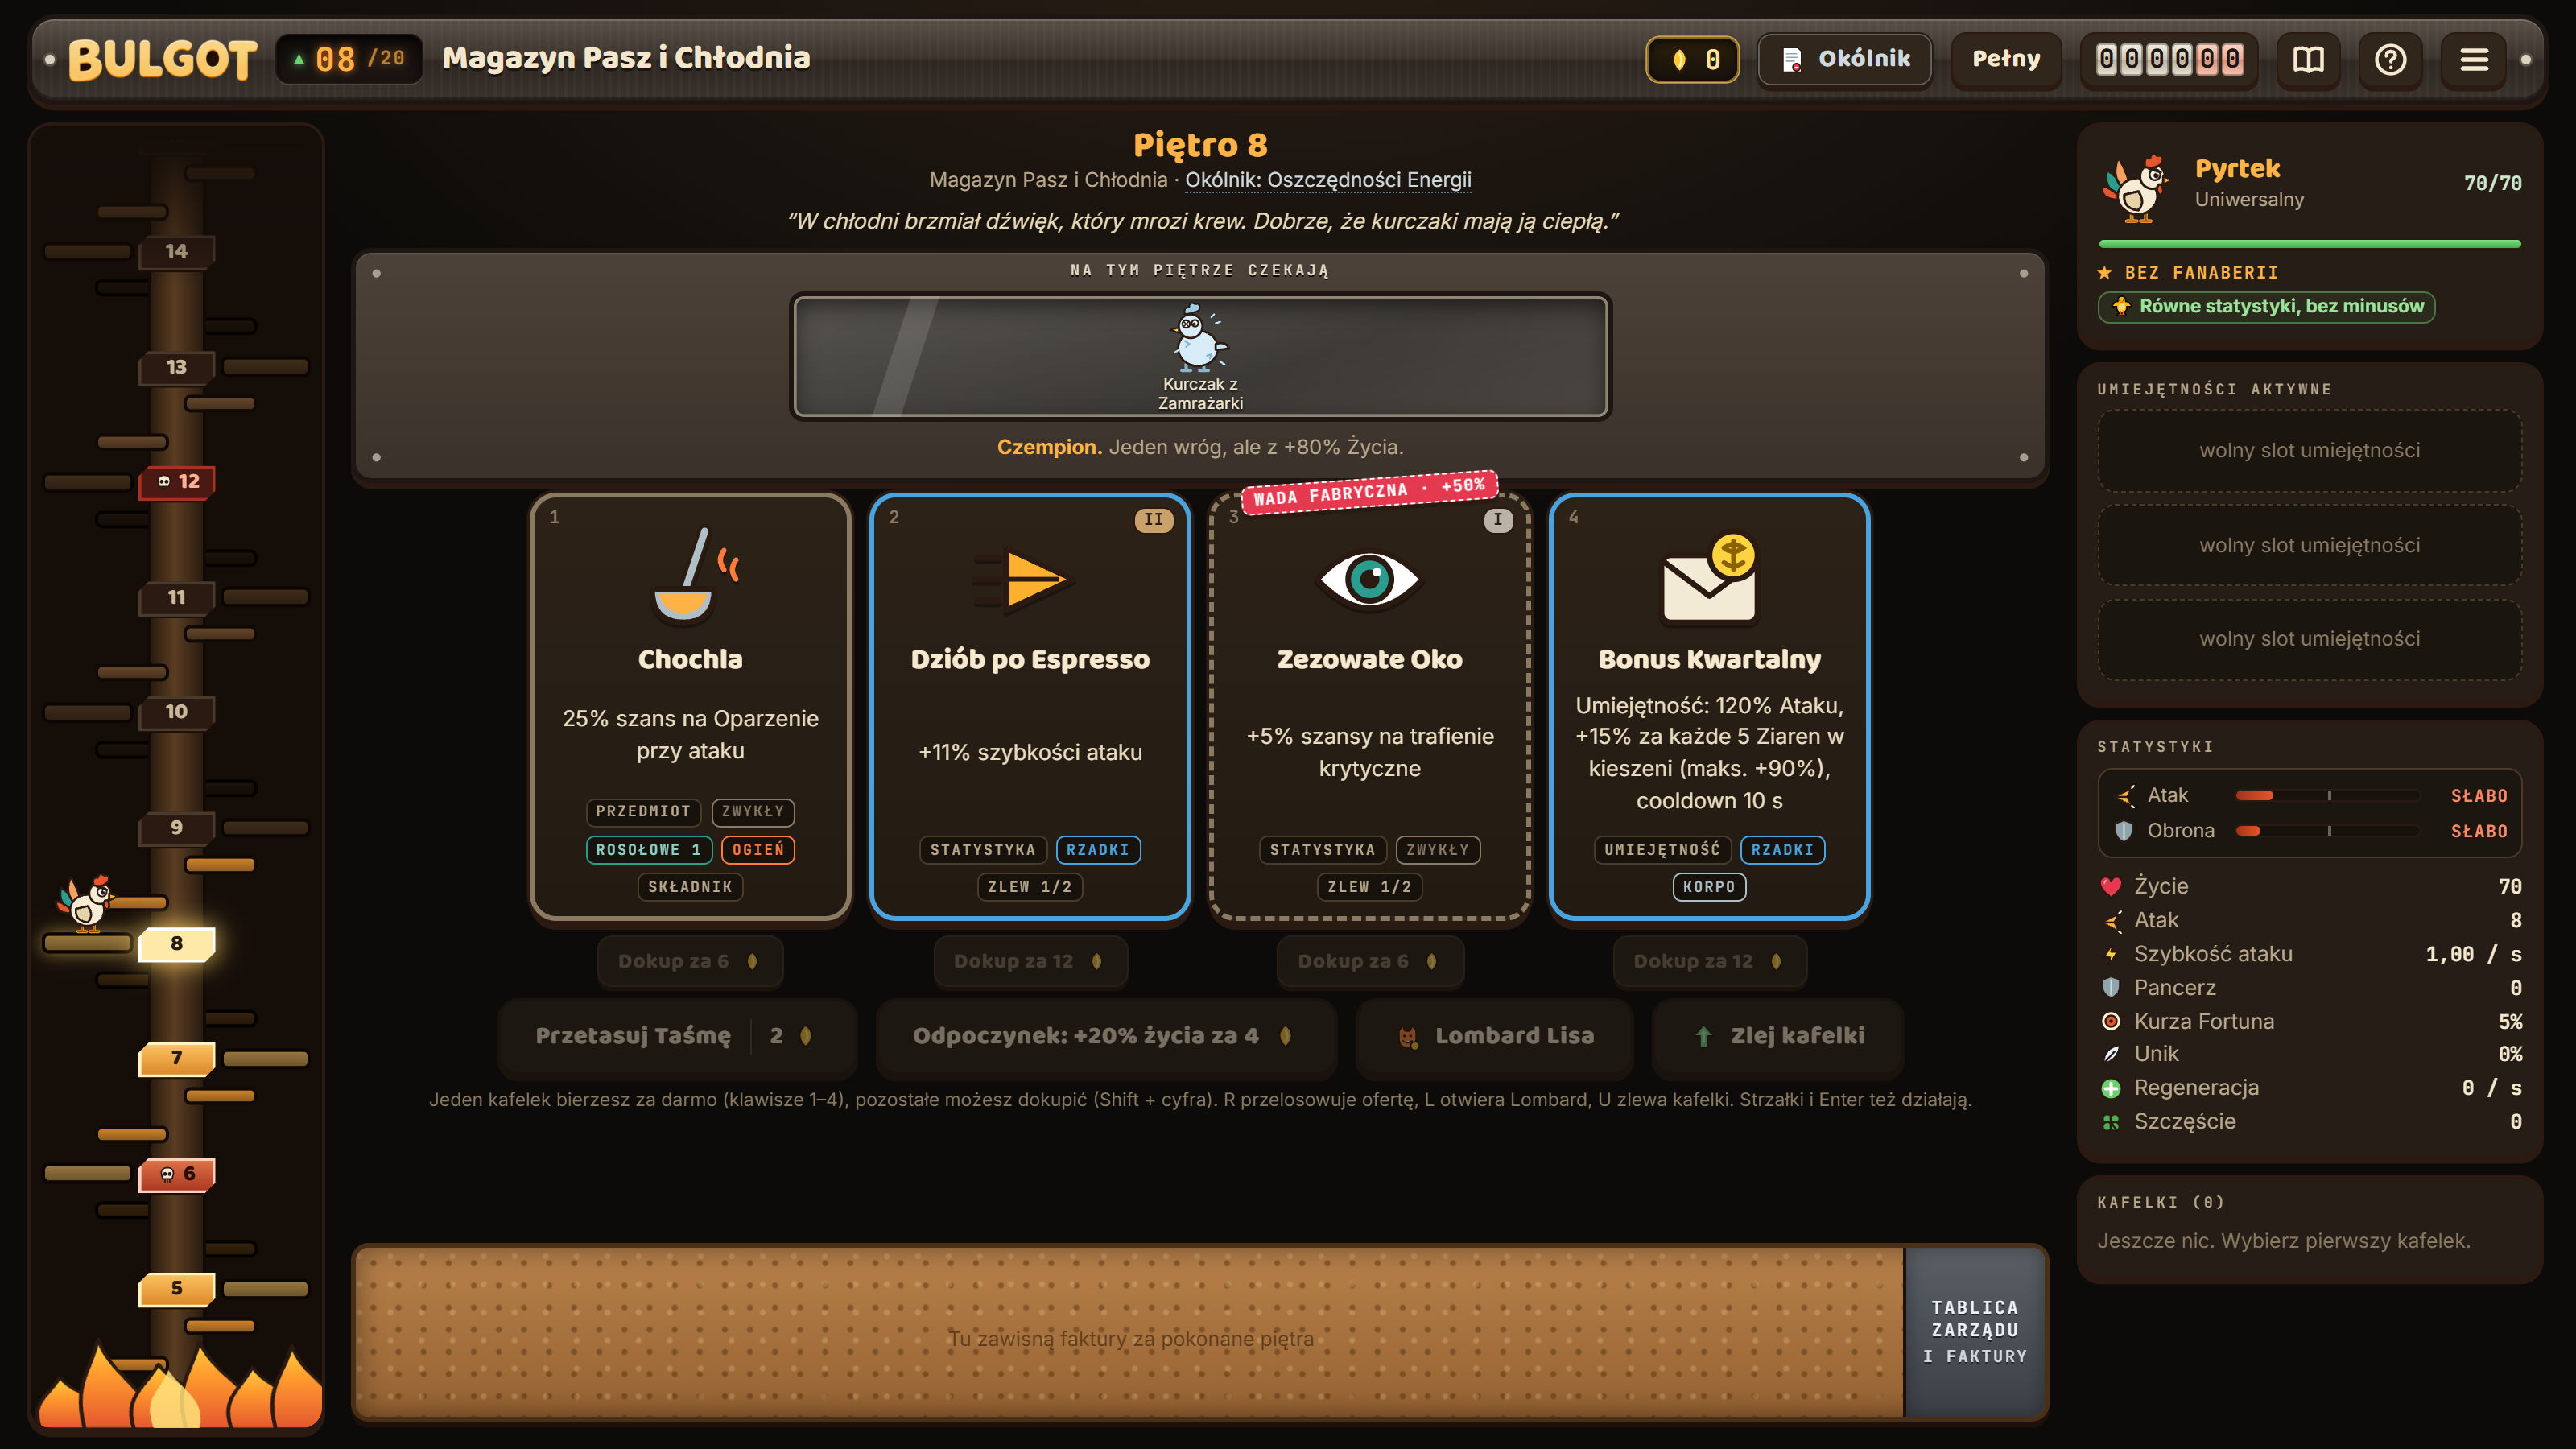 BULGOT
08 /20
Magazyn Pasz i Chłodnia
0
Okólnik
Pełny
000000
14
13
12
11
10
9
8
7
6
5
Piętro 8
Magazyn Pasz i Chłodnia · Okólnik: Oszczędności Energii
“W chłodni brzmiał dźwięk, który mrozi krew. Dobrze, że kurczaki mają ją ciepłą.”
NA TYM PIĘTRZE CZEKAJĄ
Kurczak z
Zamrażarki
Czempion. Jeden wróg, ale z +80% Życia.
1
Chochla
25% szans na Oparzenie
przy ataku
PRZEDMIOT ZWYKŁY
ROSOŁOWE 1 OGIEŃ
SKŁADNIK
Dokup za 6
2
II
Dziób po Espresso
+11% szybkości ataku
STATYSTYKA RZADKI
ZLEW 1/2
Dokup za 12
WADA FABRYCZNA · +50%
3
I
Zezowate Oko
+5% szansy na trafienie
krytyczne
STATYSTYKA ZWYKŁY
ZLEW 1/2
Dokup za 6
4
Bonus Kwartalny
Umiejętność: 120% Ataku,
+15% za każde 5 Ziaren w
kieszeni (maks. +90%),
cooldown 10 s
UMIEJĘTNOŚĆ RZADKI
KORPO
Dokup za 12
Przetasuj Taśmę 2
Odpoczynek: +20% życia za 4
Lombard Lisa
Zlej kafelki
Jeden kafelek bierzesz za darmo (klawisze 1–4), pozostałe możesz dokupić (Shift + cyfra). R przelosowuje ofertę, L otwiera Lombard, U zlewa kafelki. Strzałki i Enter też działają.
Tu zawisną faktury za pokonane piętra
TABLICA
ZARZĄDU
I FAKTURY
Pyrtek
Uniwersalny
70/70
★ BEZ FANABERII
Równe statystyki, bez minusów
UMIEJĘTNOŚCI AKTYWNE
wolny slot umiejętności
wolny slot umiejętności
wolny slot umiejętności
STATYSTYKI
Atak SŁABO
Obrona SŁABO
Życie 70
Atak 8
Szybkość ataku 1,00 / s
Pancerz 0
Kurza Fortuna 5%
Unik 0%
Regeneracja 0 / s
Szczęście 0
KAFELKI (0)
Jeszcze nic. Wybierz pierwszy kafelek.